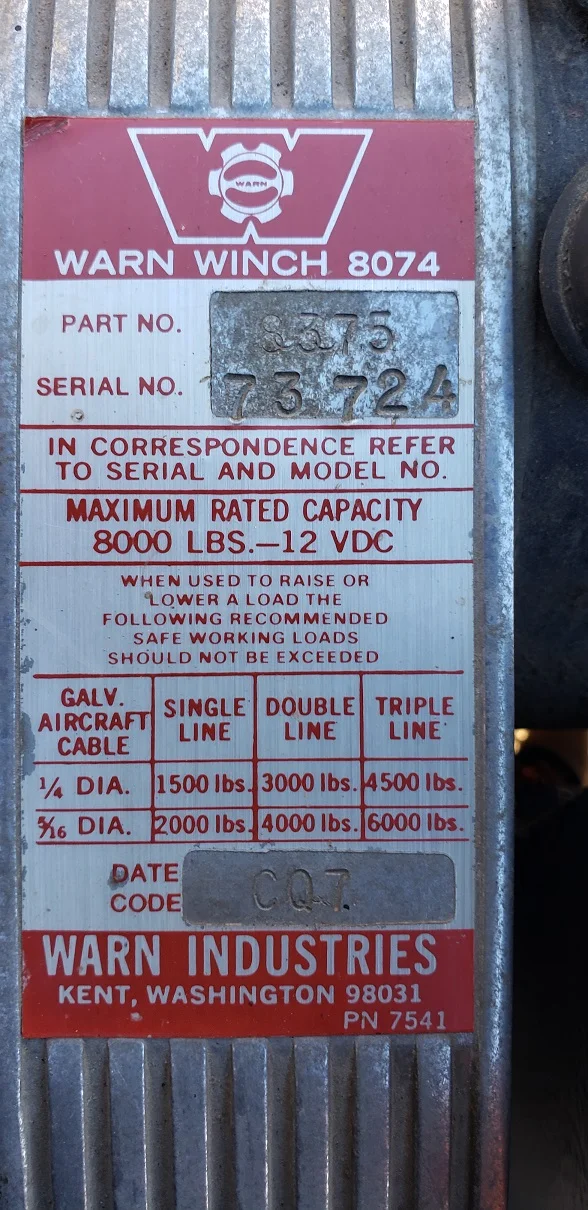 WARN
WARN WINCH 8074
PART NO. 8375
SERIAL NO. 73724
IN CORRESPONDENCE REFER
TO SERIAL AND MODEL NO.
MAXIMUM RATED CAPACITY
8000 LBS.—12 VDC
WHEN USED TO RAISE OR
LOWER A LOAD THE
FOLLOWING RECOMMENDED
SAFE WORKING LOADS
SHOULD NOT BE EXCEEDED
GALV. AIRCRAFT CABLE SINGLE LINE DOUBLE LINE TRIPLE LINE
1/4 DIA. 1500 lbs. 3000 lbs. 4500 lbs.
5/16 DIA. 2000 lbs. 4000 lbs. 6000 lbs.
DATE CODE CQ7
WARN INDUSTRIES
KENT, WASHINGTON 98031
PN 7541